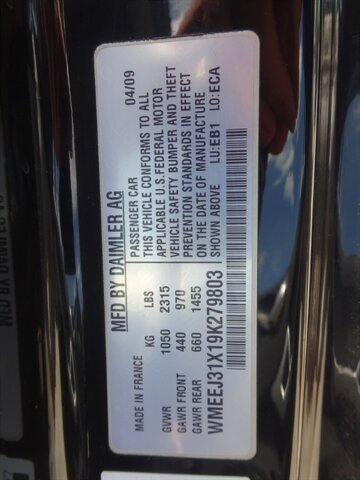 MFD BY DAIMLER AG
04/09
PASSENGER CAR
THIS VEHICLE CONFORMS TO ALL
APPLICABLE U.S.FEDERAL MOTOR
VEHICLE SAFETY BUMPER AND THEFT
PREVENTION STANDARDS IN EFFECT
ON THE DATE OF MANUFACTURE
SHOWN ABOVE LU:EB1 LO:ECA
MADE IN FRANCE KG LBS
GVWR 1050 2315
GAWR FRONT 440 970
GAWR REAR 660 1455
WMEEJ31X19K279803